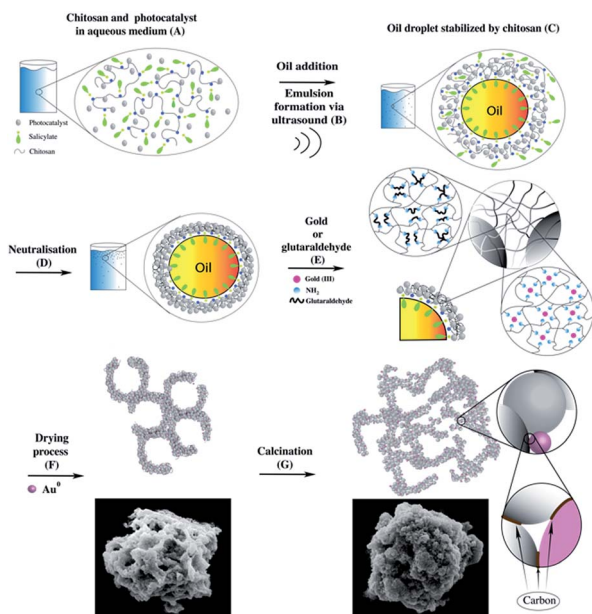 Chitosan and photocatalyst
in aqueous medium (A)
Oil droplet stabilized by chitosan (C)
Oil addition
Emulsion
formation via
ultrasound (B)
Oil
Photocatalyst
Salicylate
Chitosan
Neutralisation
(D)
Oil
Gold
or
glutaraldehyde
(E)
Gold (III)
NH2
Glutaraldehyde
Drying
process
(F)
Au0
Calcination
(G)
Carbon